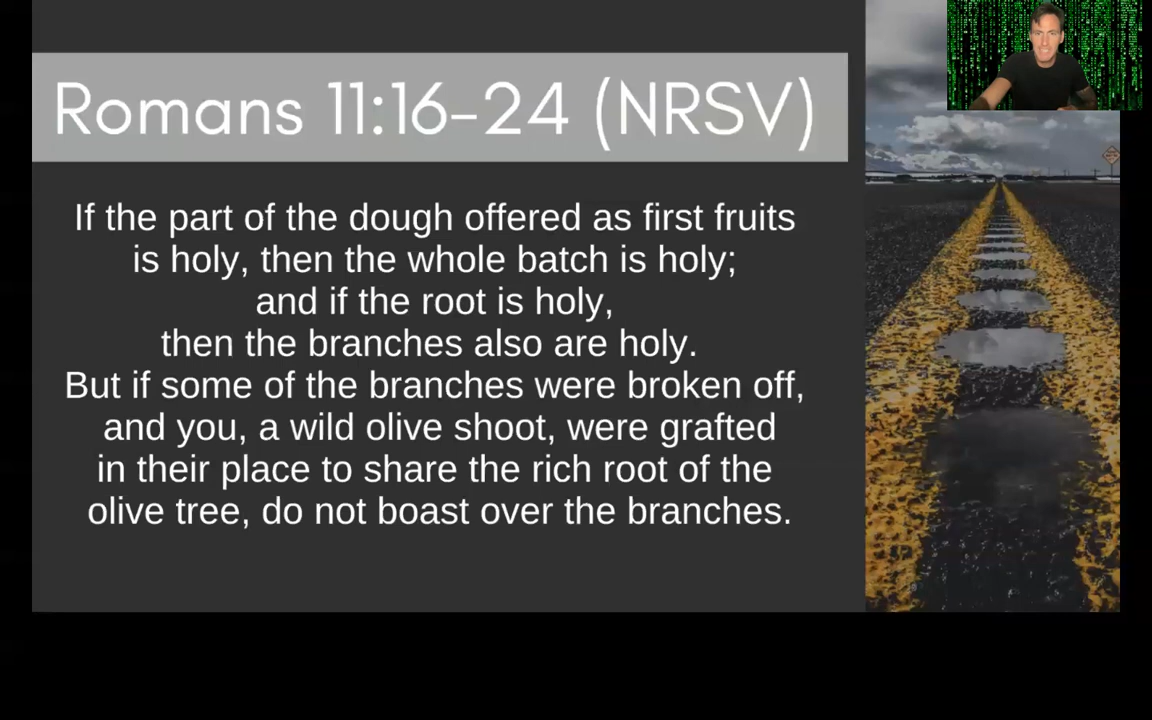 Romans 11:16-24 (NRSV)
If the part of the dough offered as first fruits
is holy, then the whole batch is holy;
and if the root is holy,
then the branches also are holy.
But if some of the branches were broken off,
and you, a wild olive shoot, were grafted
in their place to share the rich root of the
olive tree, do not boast over the branches.